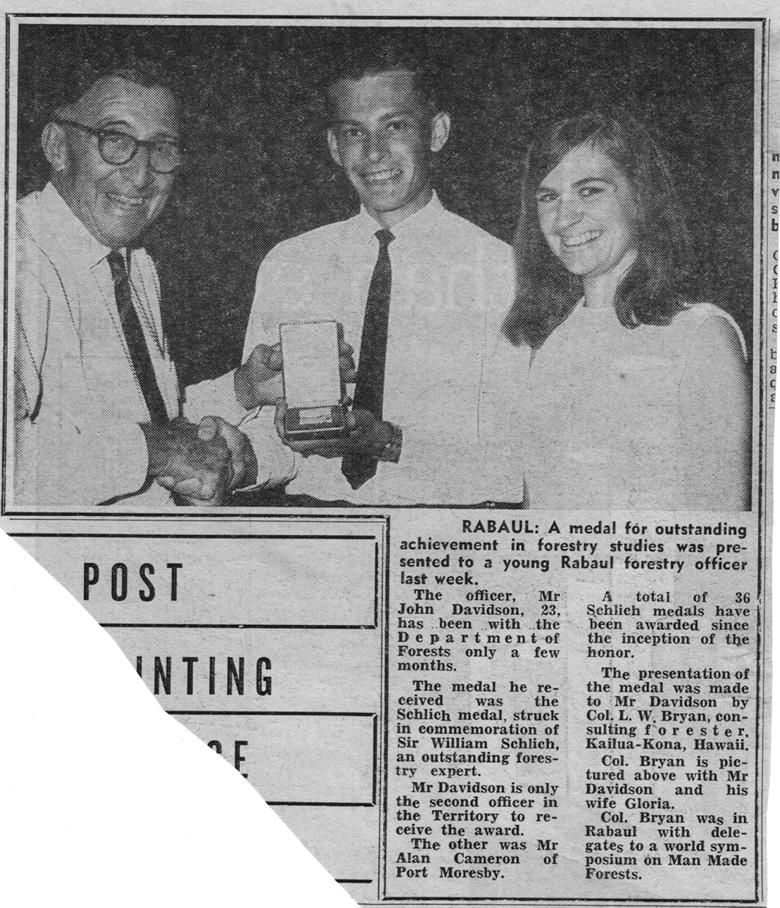 RABAUL: A medal for outstanding
achievement in forestry studies was pre-
sented to a young Rabaul forestry officer
last week.
The officer, Mr
John Davidson, 23,
has been with the
Department of
Forests only a few
months.
The medal he re-
ceived was the
Schlich medal, struck
in commemoration of
Sir William Schlich,
an outstanding fores-
try expert.
Mr Davidson is only
the second officer in
the Territory to re-
ceive the award.
The other was Mr
Alan Cameron of
Port Moresby.
A total of 36
Schlich medals have
been awarded since
the inception of the
honor.
The presentation of
the medal was made
to Mr Davidson by
Col. L. W. Bryan, con-
sulting forester,
Kailua-Kona, Hawaii.
Col. Bryan is pic-
tured above with Mr
Davidson and his
wife Gloria.
Col. Bryan was in
Rabaul with dele-
gates to a world sym-
posium on Man Made
Forests.
POST
INTING